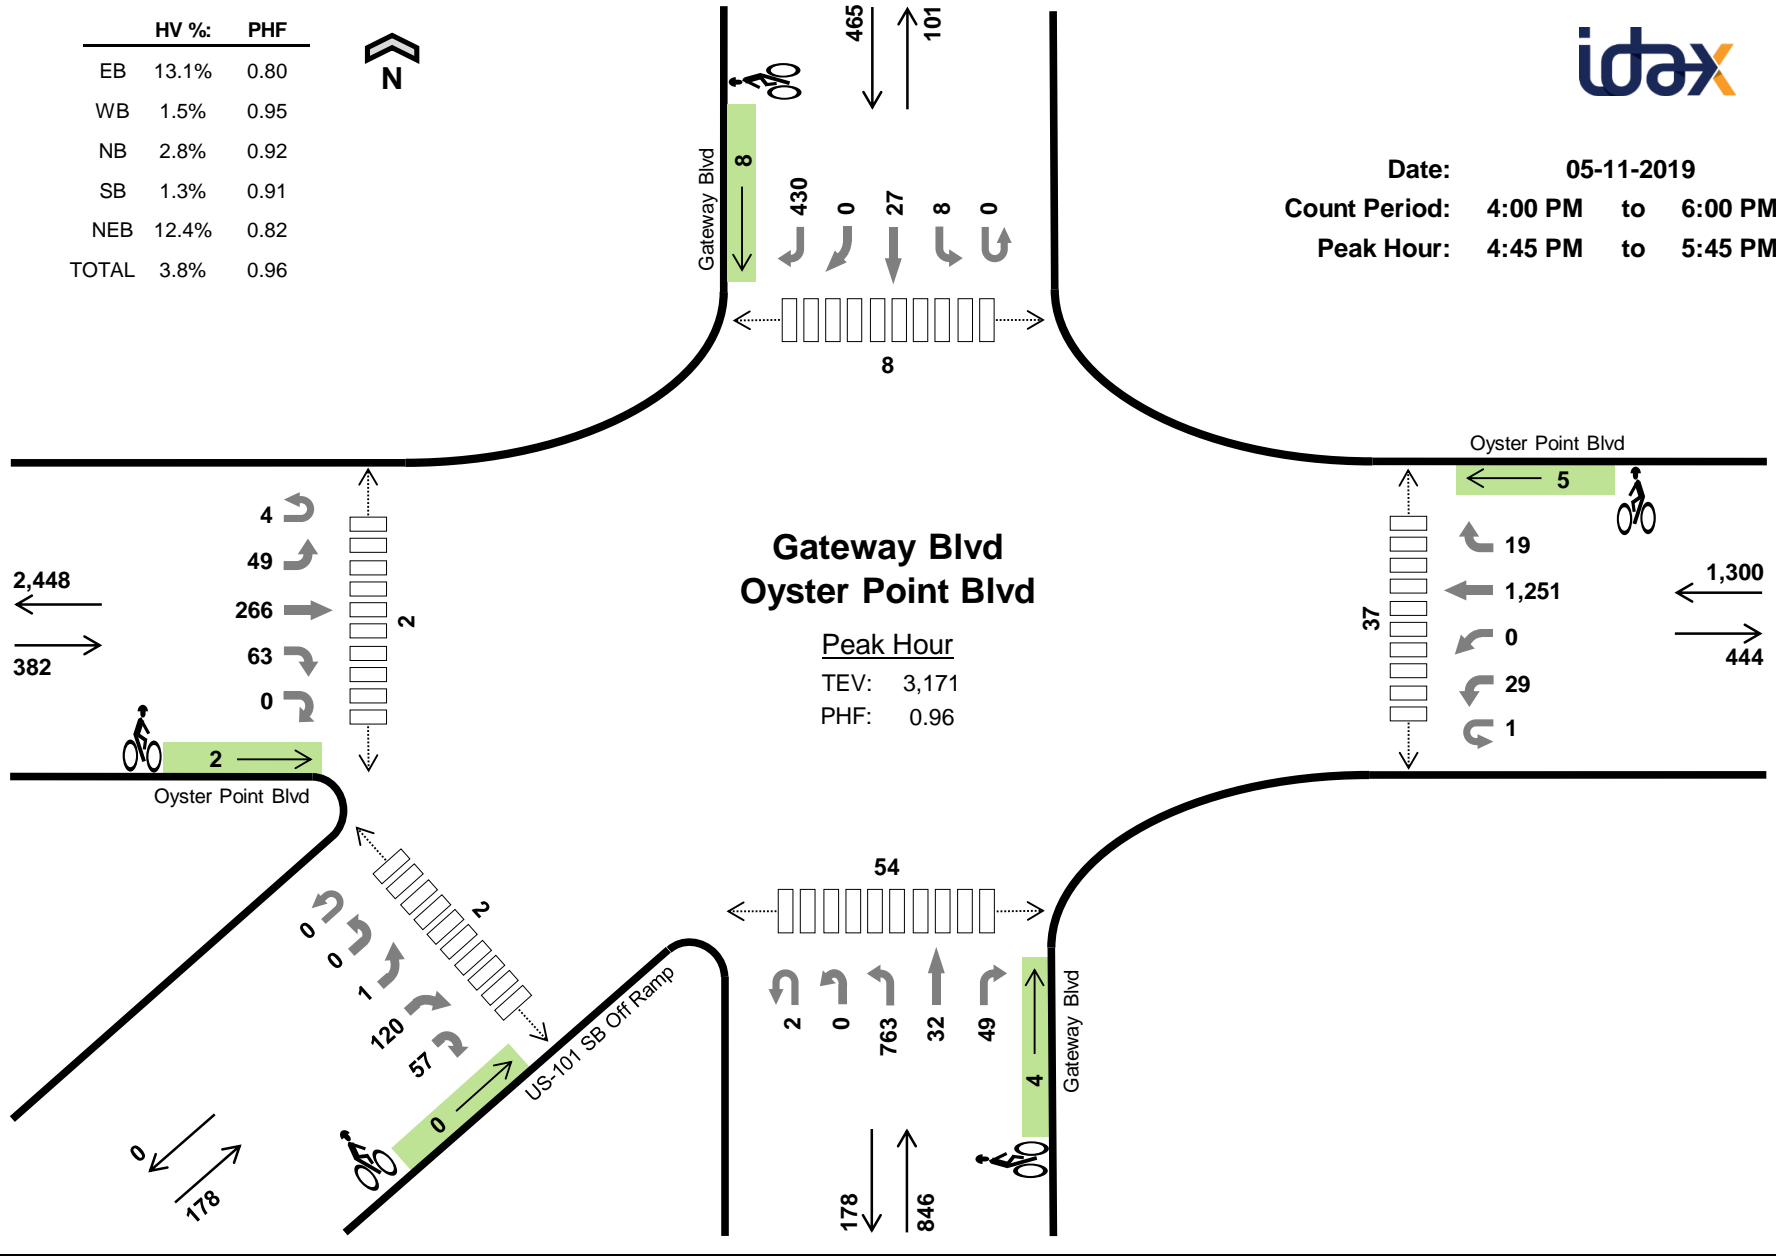 HV %: PHF
EB 13.1% 0.80
WB 1.5% 0.95
NB 2.8% 0.92
SB 1.3% 0.91
NEB 12.4% 0.82
TOTAL 3.8% 0.96
N
idax
Date: 05-11-2019
Count Period: 4:00 PM to 6:00 PM
Peak Hour: 4:45 PM to 5:45 PM
465
101
Gateway Blvd
8
430
0
27
8
0
8
Oyster Point Blvd
5
19
1,251
0
29
1
37
1,300
444
4
49
266
63
0
2
2,448
382
2
Oyster Point Blvd
Gateway Blvd
Oyster Point Blvd
Peak Hour
TEV: 3,171
PHF: 0.96
2
0
0
1
120
57
0
US-101 SB Off Ramp
0
178
54
2
0
763
32
49
4
Gateway Blvd
178
846